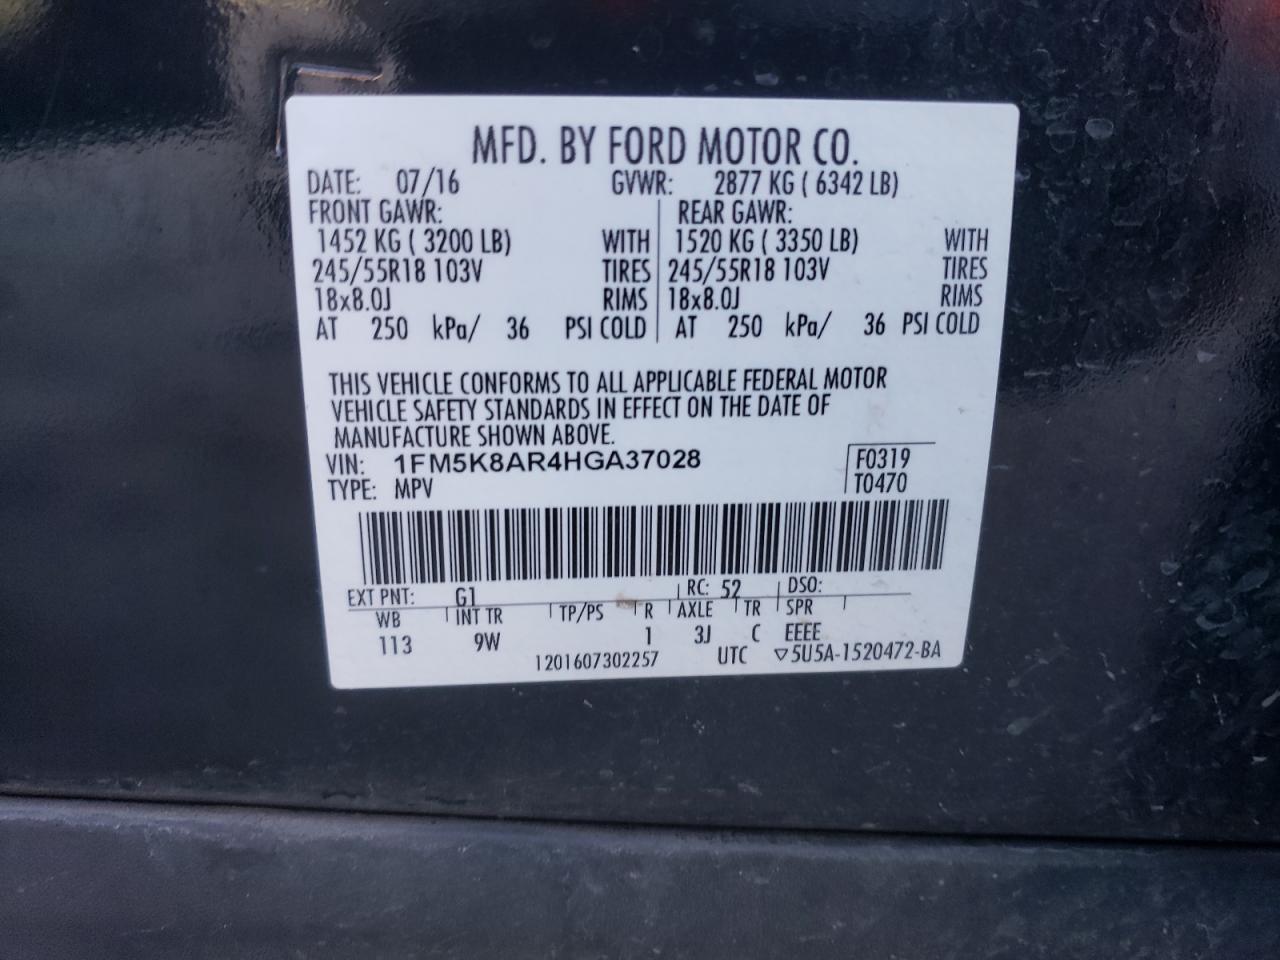 MFD. BY FORD MOTOR CO.
DATE: 07/16 GVWR: 2877 KG ( 6342 LB)
FRONT GAWR: REAR GAWR:
1452 KG ( 3200 LB) WITH 1520 KG ( 3350 LB) WITH
245/55R18 103V TIRES 245/55R18 103V TIRES
18x8.0J RIMS 18x8.0J RIMS
AT 250 kPa/ 36 PSI COLD AT 250 kPa/ 36 PSI COLD
THIS VEHICLE CONFORMS TO ALL APPLICABLE FEDERAL MOTOR
VEHICLE SAFETY STANDARDS IN EFFECT ON THE DATE OF
MANUFACTURE SHOWN ABOVE.
VIN: 1FM5K8AR4HGA37028 F0319
TYPE: MPV T0470
EXT PNT: G1 RC: 52 DSO:
WB INT TR TP/PS R AXLE TR SPR
113 9W 1 3J C EEEE
1201607302257 UTC ▽5U5A-1520472-BA